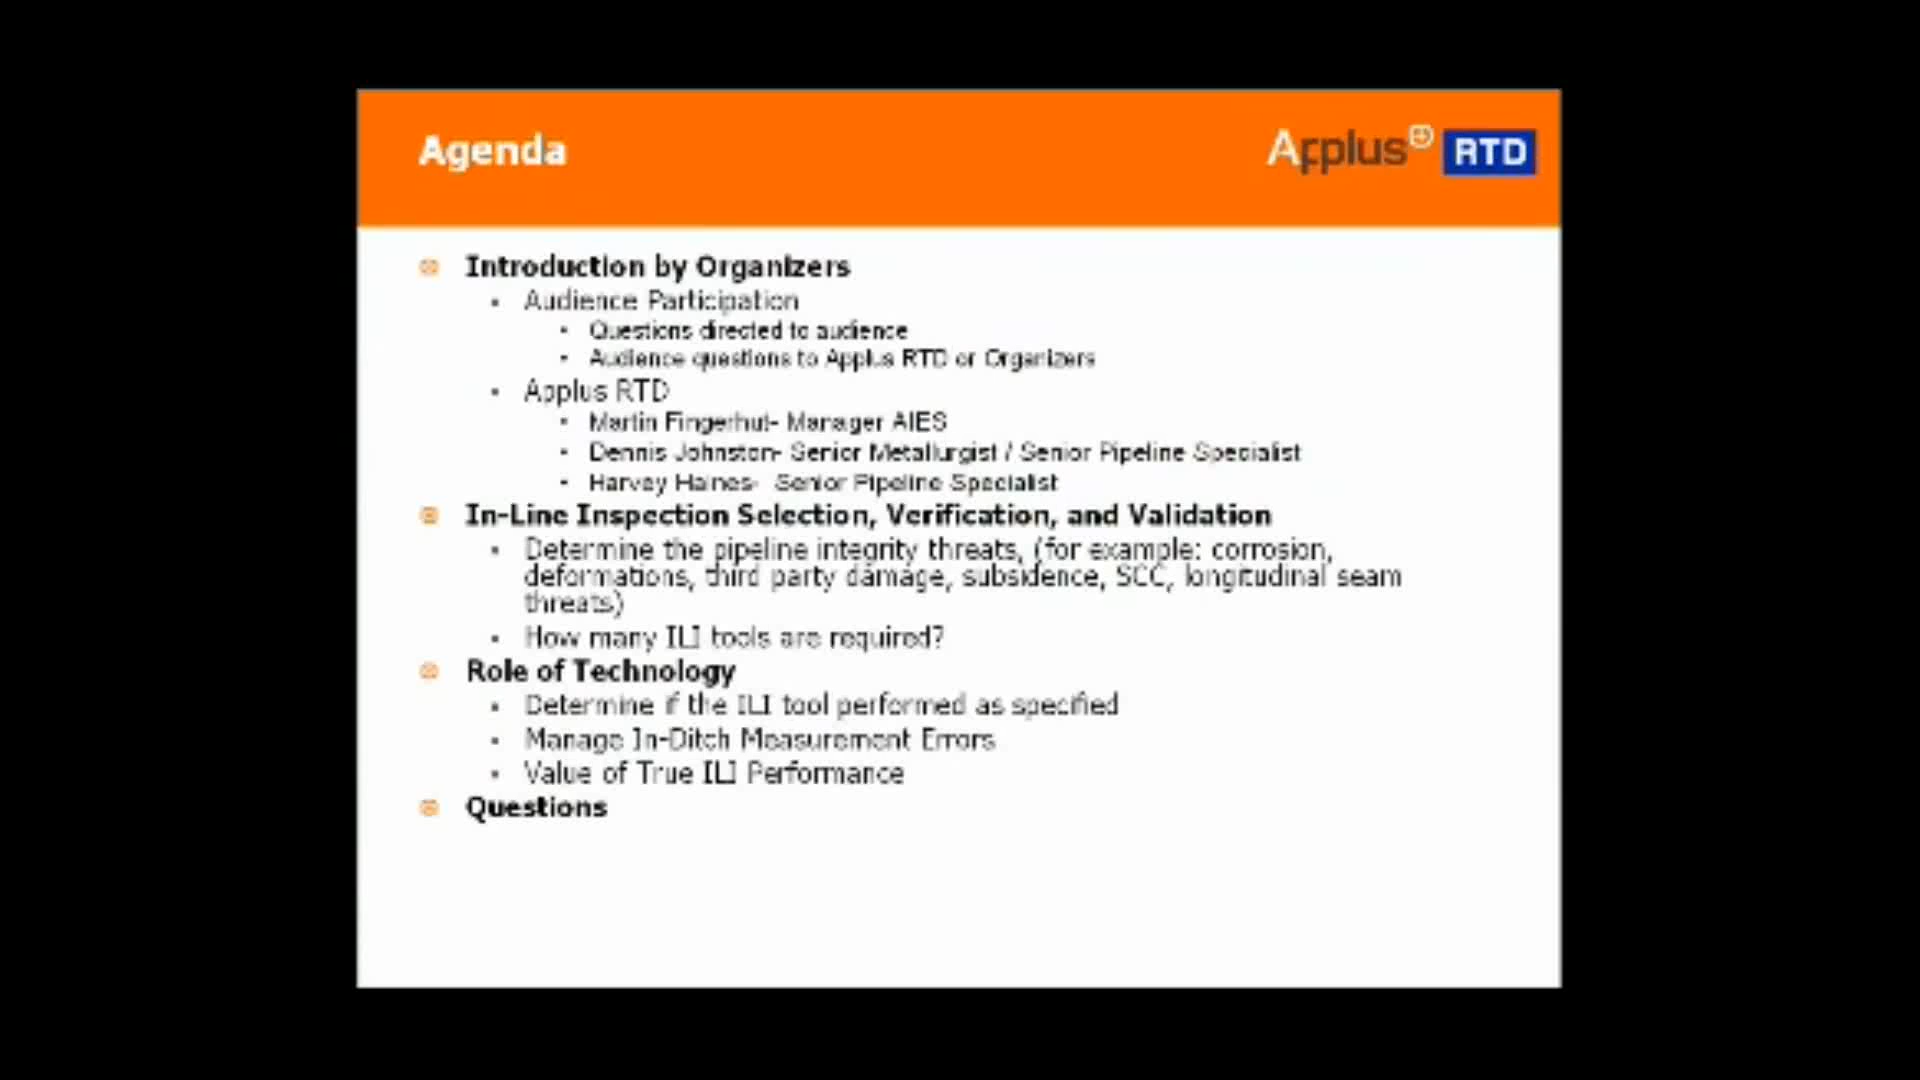 Agenda
Applus+ RTD
Introduction by Organizers
Audience Participation
Questions directed to audience
Audience questions to Applus RTD or Organizers
Applus RTD
Martin Fingerhut- Manager AIES
Dennis Johnston- Senior Metallurgist / Senior Pipeline Specialist
Harvey Haines- Senior Pipeline Specialist
In-Line Inspection Selection, Verification, and Validation
Determine the pipeline integrity threats, (for example: corrosion,
deformations, third party damage, subsidence, SCC, longitudinal seam
threats)
How many ILI tools are required?
Role of Technology
Determine if the ILI tool performed as specified
Manage In-Ditch Measurement Errors
Value of True ILI Performance
Questions